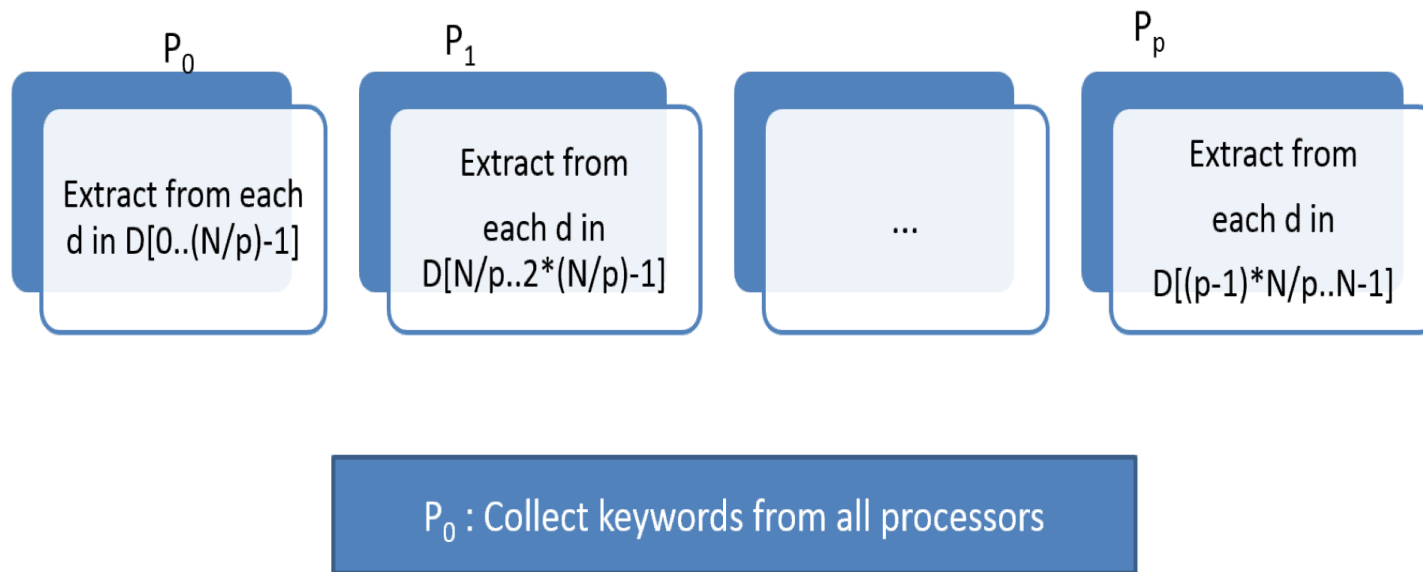 P₀
P₁
Pₚ
Extract from each
d in D[0..(N/p)-1]
Extract from
each d in
D[N/p..2*(N/p)-1]
...
Extract from
each d in
D[(p-1)*N/p..N-1]
P₀ : Collect keywords from all processors